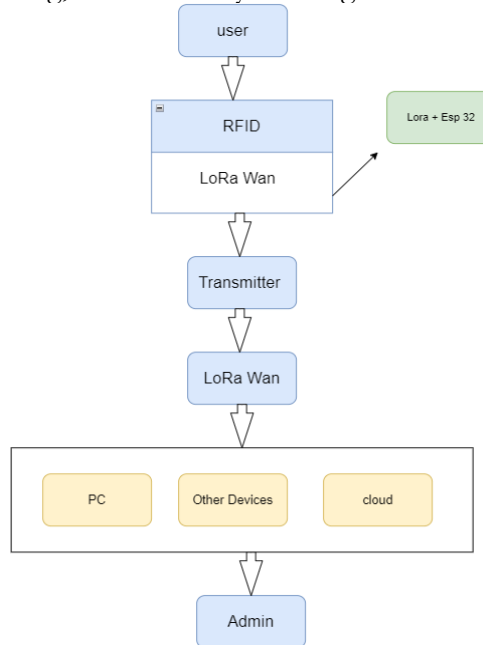 user
RFID
Lora + Esp 32
LoRa Wan
Transmitter
LoRa Wan
PC
Other Devices
cloud
Admin